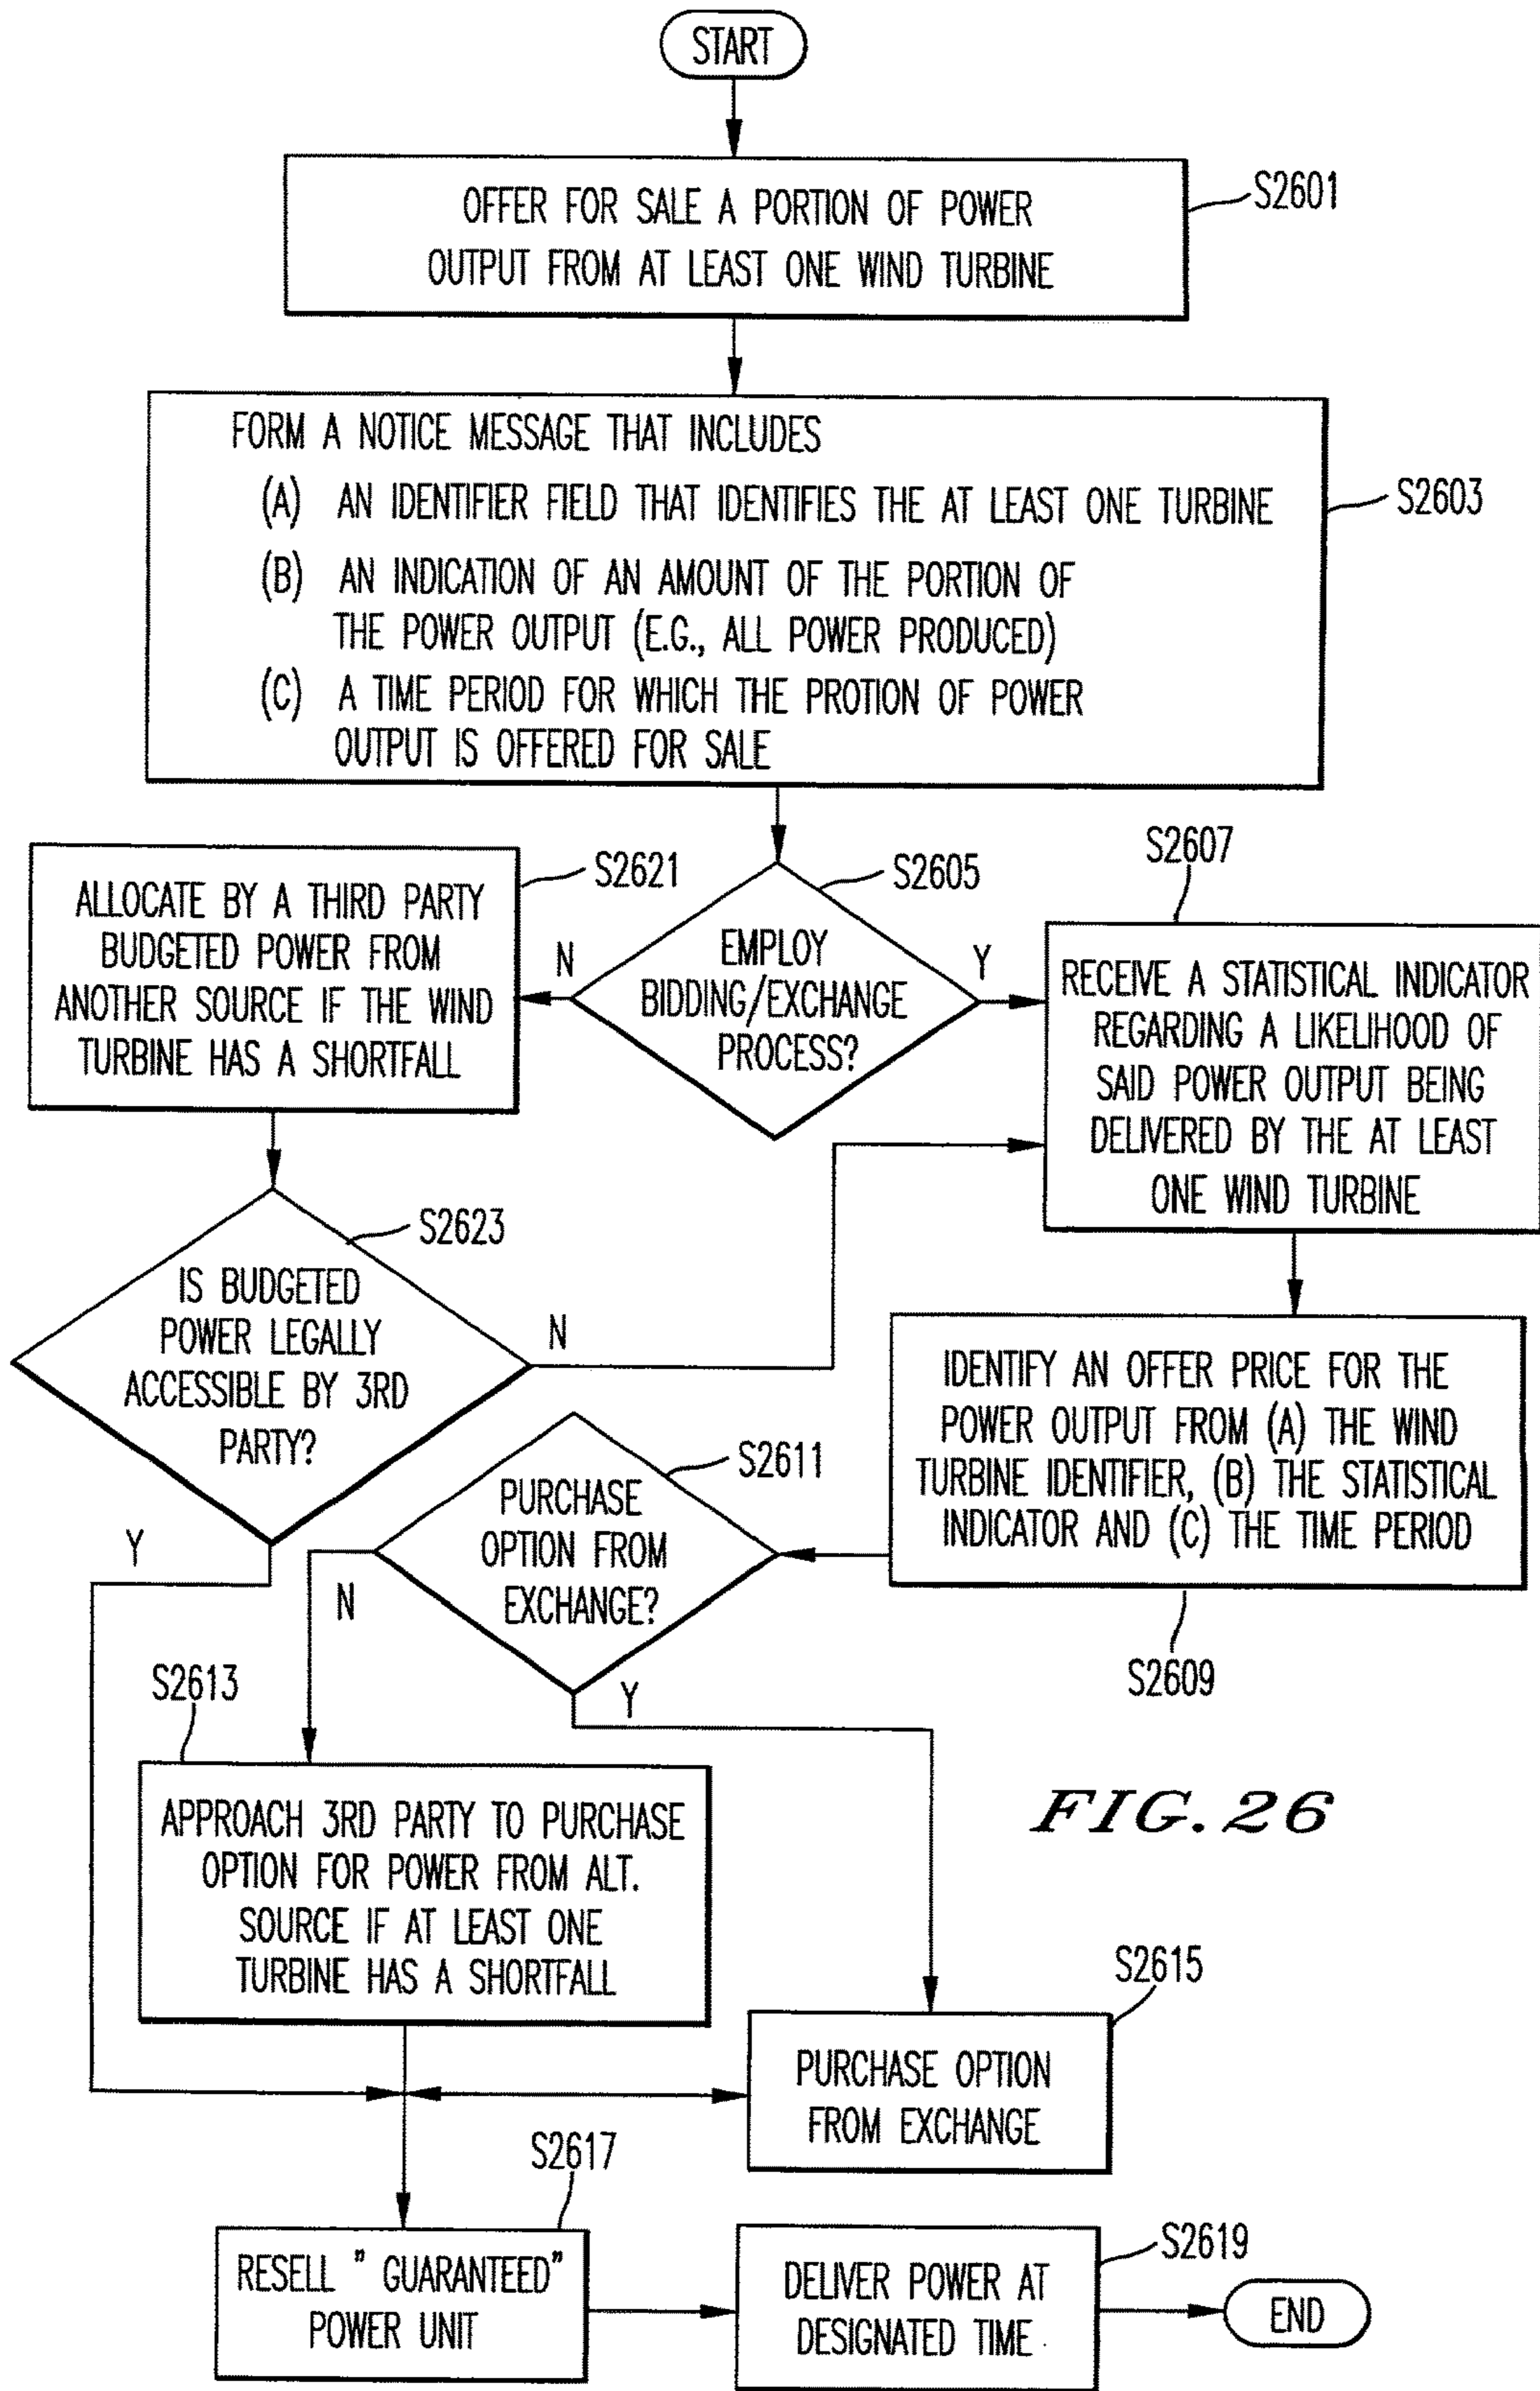 START
OFFER FOR SALE A PORTION OF POWER
OUTPUT FROM AT LEAST ONE WIND TURBINE
S2601
FORM A NOTICE MESSAGE THAT INCLUDES
(A) AN IDENTIFIER FIELD THAT IDENTIFIES THE AT LEAST ONE TURBINE
(B) AN INDICATION OF AN AMOUNT OF THE PORTION OF
THE POWER OUTPUT (E.G., ALL POWER PRODUCED)
(C) A TIME PERIOD FOR WHICH THE PROTION OF POWER
OUTPUT IS OFFERED FOR SALE
S2603
S2605
EMPLOY
BIDDING/EXCHANGE
PROCESS?
N
Y
S2621
ALLOCATE BY A THIRD PARTY
BUDGETED POWER FROM
ANOTHER SOURCE IF THE WIND
TURBINE HAS A SHORTFALL
S2607
RECEIVE A STATISTICAL INDICATOR
REGARDING A LIKELIHOOD OF
SAID POWER OUTPUT BEING
DELIVERED BY THE AT LEAST
ONE WIND TURBINE
S2623
IS BUDGETED
POWER LEGALLY
ACCESSIBLE BY 3RD
PARTY?
N
Y
IDENTIFY AN OFFER PRICE FOR THE
POWER OUTPUT FROM (A) THE WIND
TURBINE IDENTIFIER, (B) THE STATISTICAL
INDICATOR AND (C) THE TIME PERIOD
S2609
S2611
PURCHASE
OPTION FROM
EXCHANGE?
N
Y
S2613
APPROACH 3RD PARTY TO PURCHASE
OPTION FOR POWER FROM ALT.
SOURCE IF AT LEAST ONE
TURBINE HAS A SHORTFALL
FIG. 26
S2615
PURCHASE OPTION
FROM EXCHANGE
S2617
RESELL " GUARANTEED"
POWER UNIT
S2619
DELIVER POWER AT
DESIGNATED TIME
END